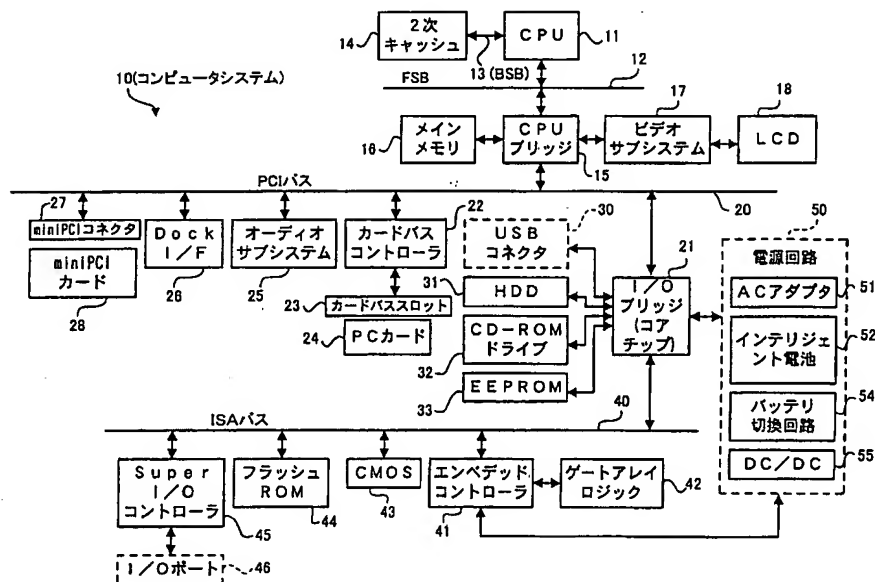 14
2次
キャッシュ
CPU
11
13 (BSB)
FSB
12
10(コンピュータシステム)
16
メイン
メモリ
CPU
ブリッジ
15
17
ビデオ
サブシステム
18
LCD
PCIバス
20
27
miniPCIコネクタ
miniPCI
カード
28
Dock
I/F
26
オーディオ
サブシステム
25
22
カードバス
コントローラ
23
カードバススロット
24
PCカード
30
USB
コネクタ
31
HDD
CD-ROM
ドライブ
32
EEPROM
33
21
I/O
ブリッジ
(コア
チップ)
50
電源回路
ACアダプタ
51
インテリジェ
ント電池
52
バッテリ
切換回路
54
DC/DC
55
ISAバス
40
Super
I/O
コントローラ
45
フラッシュ
ROM
44
CMOS
43
エンベデッド
コントローラ
41
ゲートアレイ
ロジック
42
I/Oポート
46